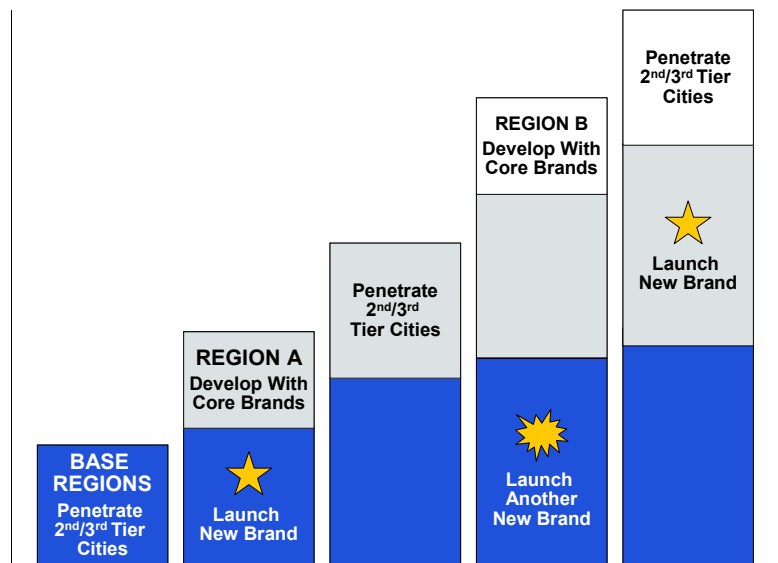 BASE
REGIONS
Penetrate
2nd/3rd Tier
Cities
REGION A
Develop With
Core Brands
Launch
New Brand
Penetrate
2nd/3rd
Tier Cities
REGION B
Develop With
Core Brands
Launch
Another
New Brand
Penetrate
2nd/3rd Tier
Cities
Launch
New Brand